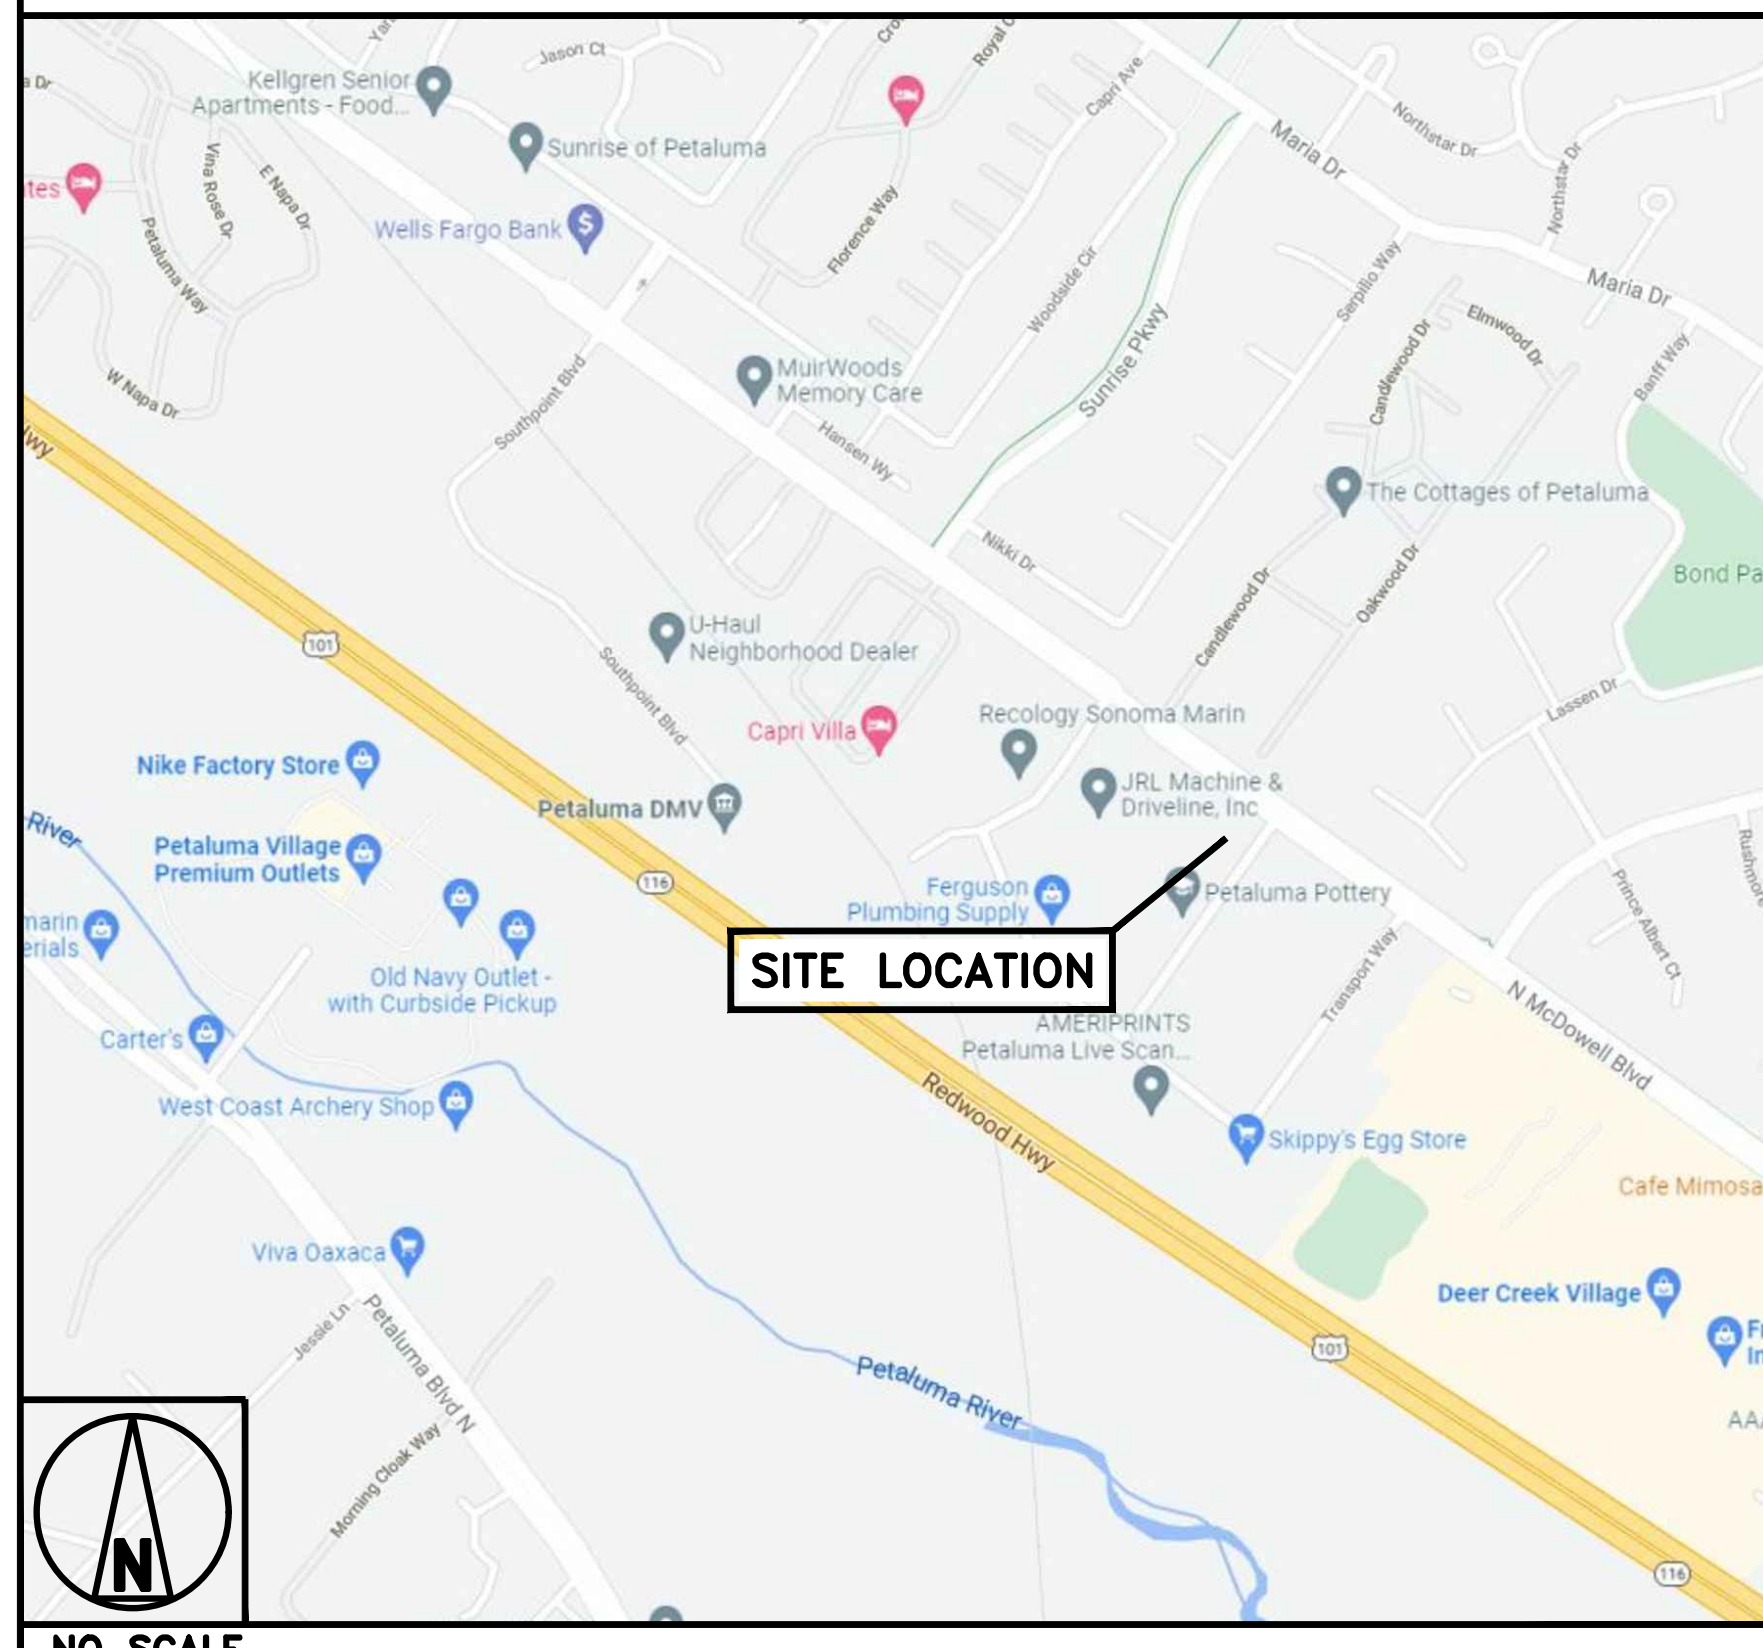 Jason Ct
Kellgren Senior
Apartments - Food...
Sunrise of Petaluma
Capri Ave
Northstar Dr
Maria Dr
Northstar Dr
Vina Rose Dr
E Napa Dr
Petaluma Way
Wells Fargo Bank
Florence Way
Woodside Cir
Serpilio Way
Maria Dr
Elmwood Dr
Candlewood Dr
Banff Way
Sunrise Pkwy
W Napa Dr
Southpoint Blvd
MuirWoods
Memory Care
Hansen Wy
The Cottages of Petaluma
Nikki Dr
Bond Pa
Candlewood Dr
Oakwood Dr
101
U-Haul
Neighborhood Dealer
Southpoint Blvd
Lassen Dr
Recology Sonoma Marin
Capri Villa
Nike Factory Store
JRL Machine &
Driveline, Inc
Petaluma DMV
River
Petaluma Village
Premium Outlets
116
Ferguson
Plumbing Supply
Petaluma Pottery
Prince Albert Ct
Rushmore
marin
erials
SITE LOCATION
Old Navy Outlet -
with Curbside Pickup
Transport Way
N McDowell Blvd
AMERIPRINTS
Petaluma Live Scan...
Carter's
West Coast Archery Shop
Redwood Hwy
Skippy's Egg Store
Cafe Mimosa
Viva Oaxaca
Deer Creek Village
Jessie Ln
Petaluma Blvd N
101
Petaluma River
Morning Cloak Way
N
116
NO SCALE